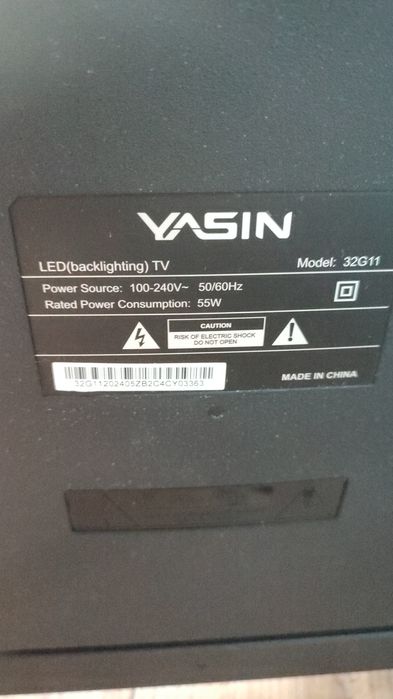 YASIN
LED(backlighting) TV
Model: 32G11
Power Source: 100-240V~ 50/60Hz
Rated Power Consumption: 55W
CAUTION
RISK OF ELECTRIC SHOCK
DO NOT OPEN
32G11202405ZB2C4CY03363
MADE IN CHINA